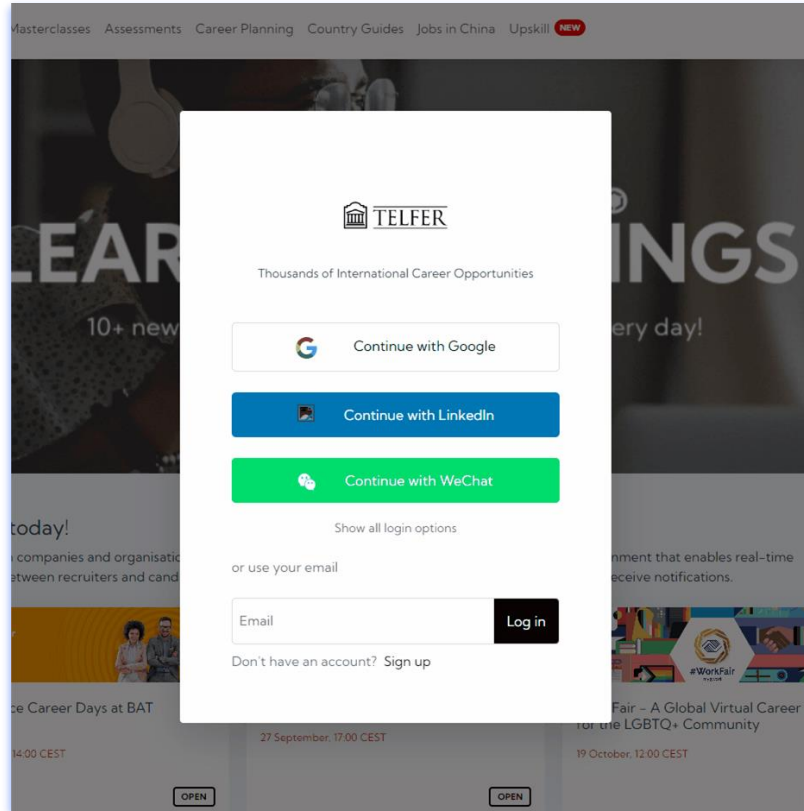 Masterclasses Assessments Career Planning Country Guides Jobs in China Upskill NEW
TELFER
Thousands of International Career Opportunities
LEAR INGS
10+ new ery day!
Continue with Google
Continue with LinkedIn
Continue with WeChat
Show all login options
or use your email
Email Log in
Don't have an account? Sign up
today!
companies and organisatio nment that enables real-time
between recruiters and cand eceive notifications.
#WorkFair
ce Career Days at BAT
Fair - A Global Virtual Career
for the LGBTQ+ Community
14:00 CEST
27 September, 17:00 CEST
19 October, 12:00 CEST
OPEN
OPEN